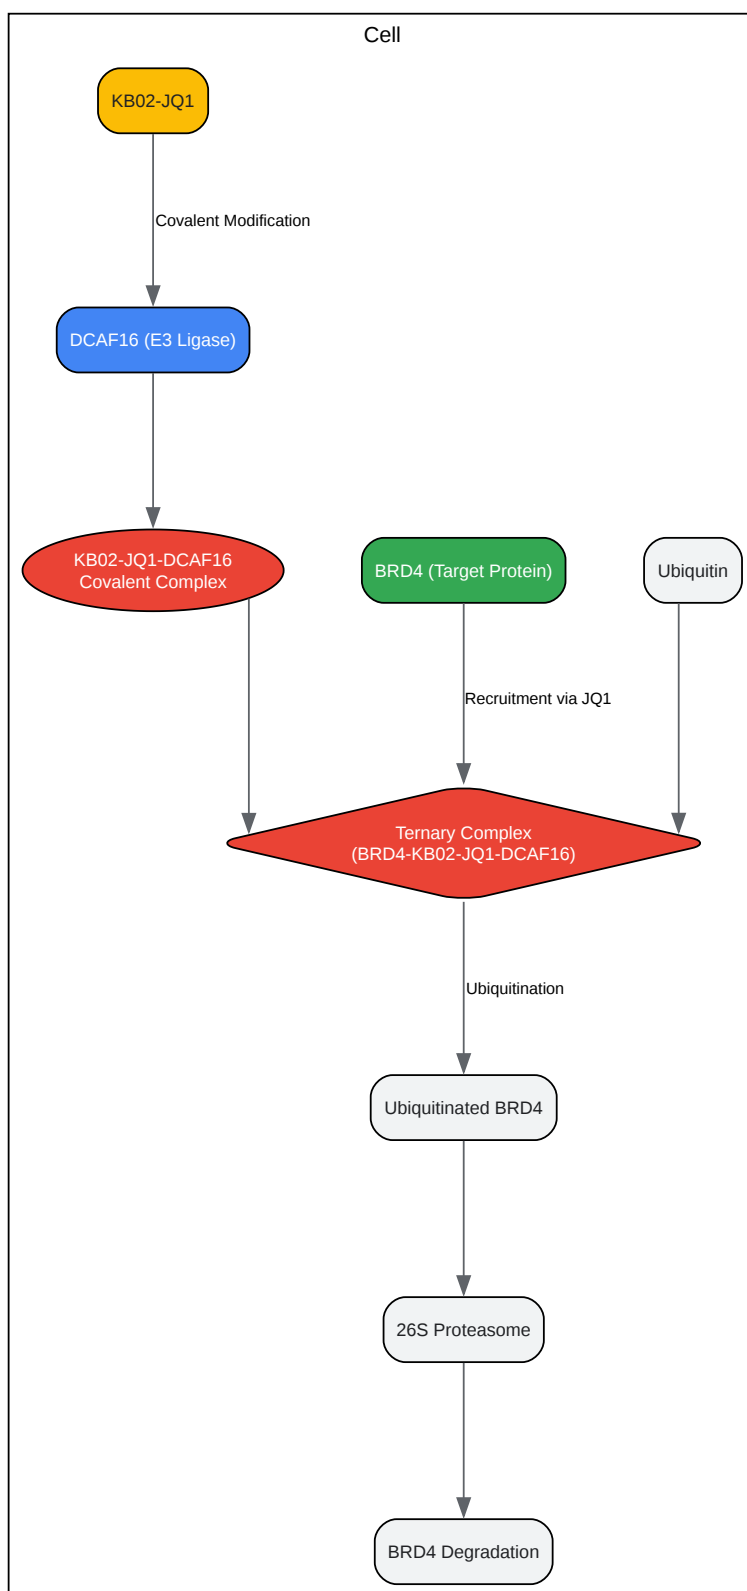 Cell
KB02-JQ1
Covalent Modification
DCAF16 (E3 Ligase)
KB02-JQ1-DCAF16
Covalent Complex
BRD4 (Target Protein)
Ubiquitin
Recruitment via JQ1
Ternary Complex
(BRD4-KB02-JQ1-DCAF16)
Ubiquitination
Ubiquitinated BRD4
26S Proteasome
BRD4 Degradation